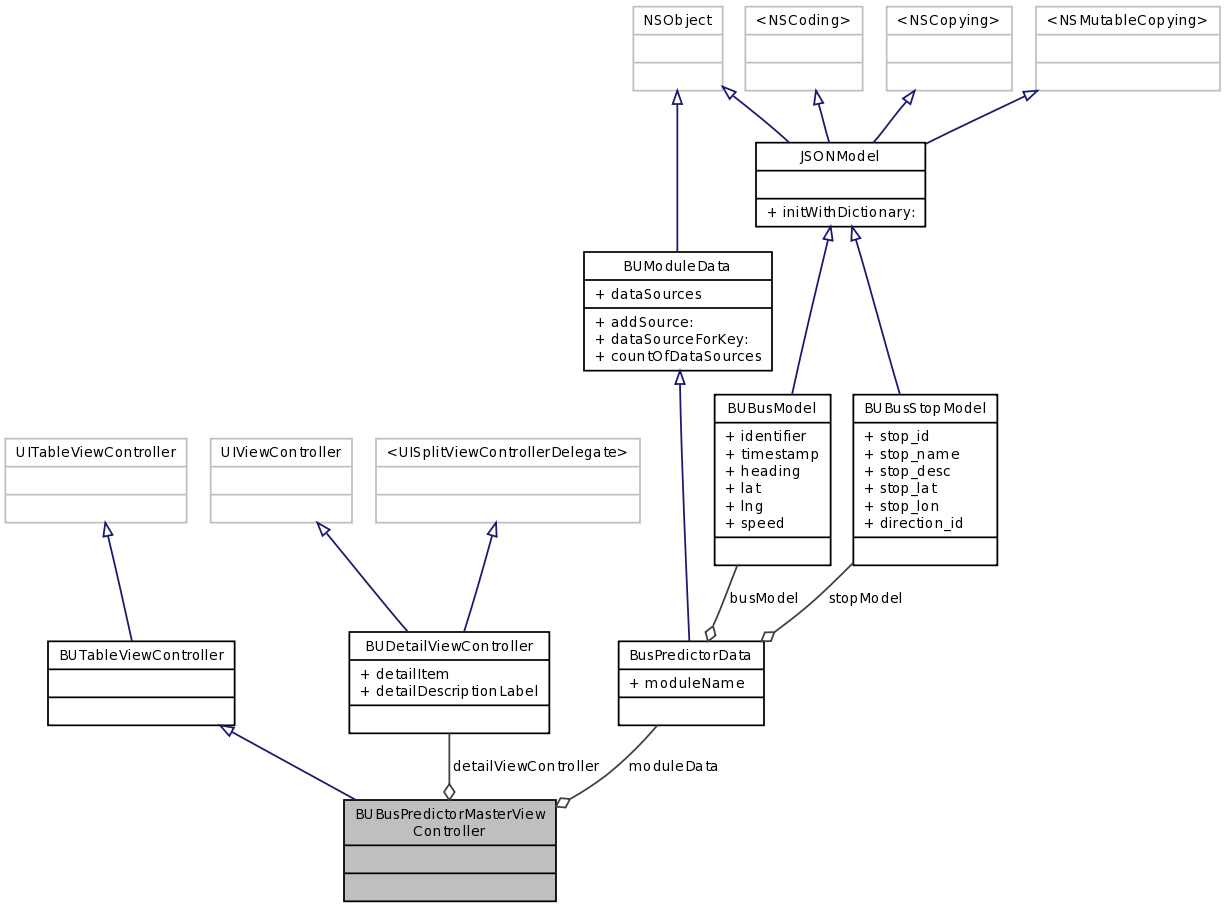 NSObject
<NSCoding>
<NSCopying>
<NSMutableCopying>
JSONModel
+ initWithDictionary:
BUModuleData
+ dataSources
+ addSource:
+ dataSourceForKey:
+ countOfDataSources
BUBusModel
+ identifier
+ timestamp
+ heading
+ lat
+ lng
+ speed
BUBusStopModel
+ stop_id
+ stop_name
+ stop_desc
+ stop_lat
+ stop_lon
+ direction_id
UITableViewController
UIViewController
<UISplitViewControllerDelegate>
busModel
stopModel
BUTableViewController
BUDetailViewController
+ detailItem
+ detailDescriptionLabel
BusPredictorData
+ moduleName
detailViewController
moduleData
BUBusPredictorMasterView
Controller